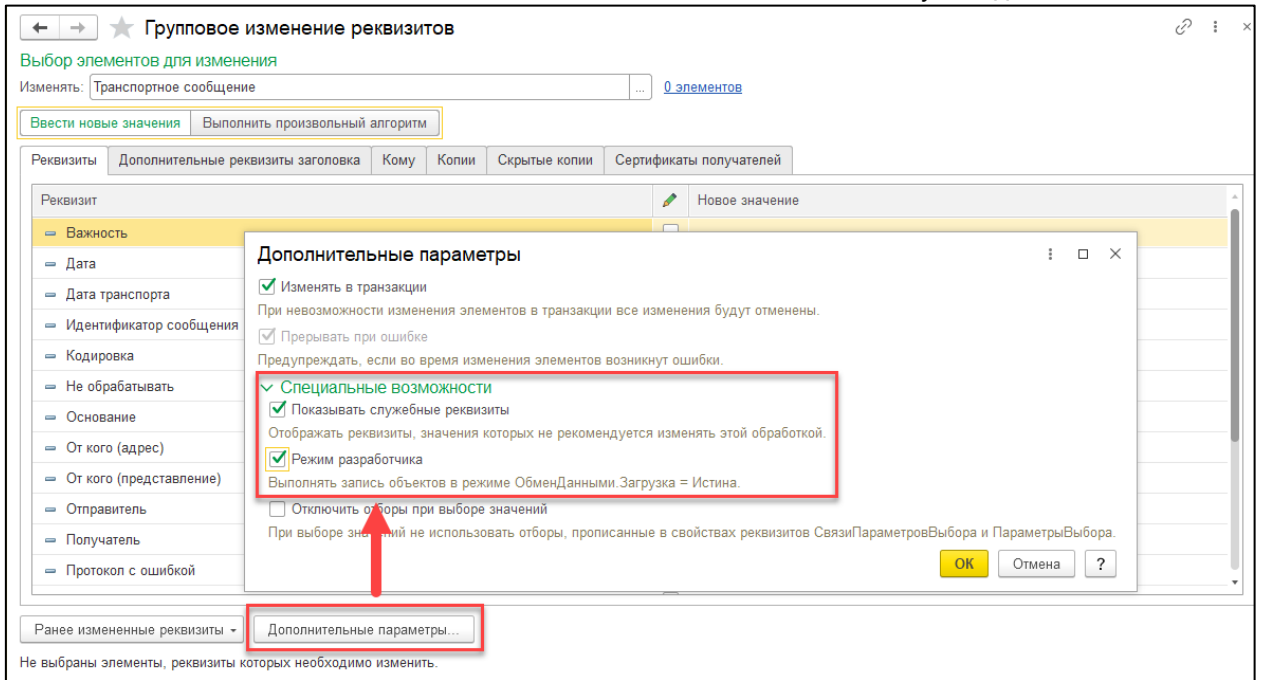 Групповое изменение реквизитов
Выбор элементов для изменения
Изменять: Транспортное сообщение ... 0 элементов
Ввести новые значения Выполнить произвольный алгоритм
Реквизиты Дополнительные реквизиты заголовка Кому Копии Скрытые копии Сертификаты получателей
Реквизит Новое значение
Важность
Дата
Дата транспорта
Идентификатор сообщения
Кодировка
Не обрабатывать
Основание
От кого (адрес)
От кого (представление)
Отправитель
Получатель
Протокол с ошибкой
Дополнительные параметры
Изменять в транзакции
При невозможности изменения элементов в транзакции все изменения будут отменены.
Прерывать при ошибке
Предупреждать, если во время изменения элементов возникнут ошибки.
Специальные возможности
Показывать служебные реквизиты
Отображать реквизиты, значения которых не рекомендуется изменять этой обработкой.
Режим разработчика
Выполнять запись объектов в режиме ОбменДанными.Загрузка = Истина.
Отключить отборы при выборе значений
При выборе значений не использовать отборы, прописанные в свойствах реквизитов СвязиПараметровВыбора и ПараметрыВыбора.
ОК Отмена ?
Ранее измененные реквизиты Дополнительные параметры...
Не выбраны элементы, реквизиты которых необходимо изменить.